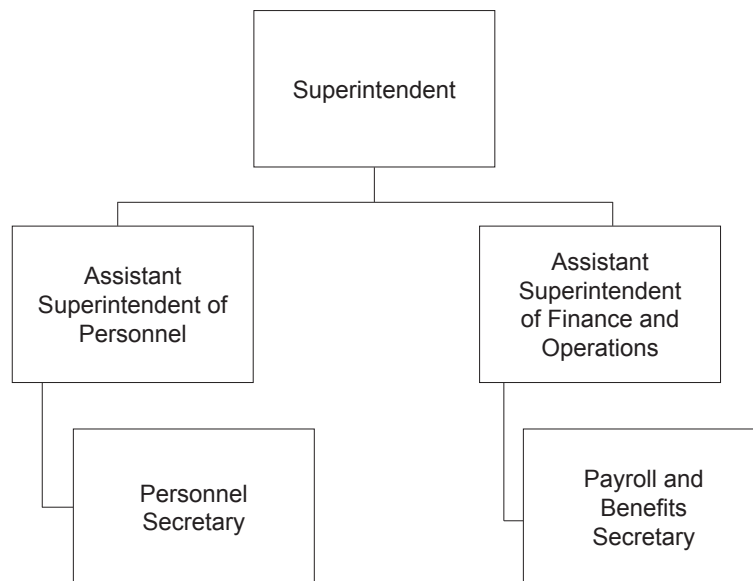 Superintendent
Assistant
Superintendent of
Personnel
Assistant
Superintendent
of Finance and
Operations
Personnel
Secretary
Payroll and
Benefits
Secretary